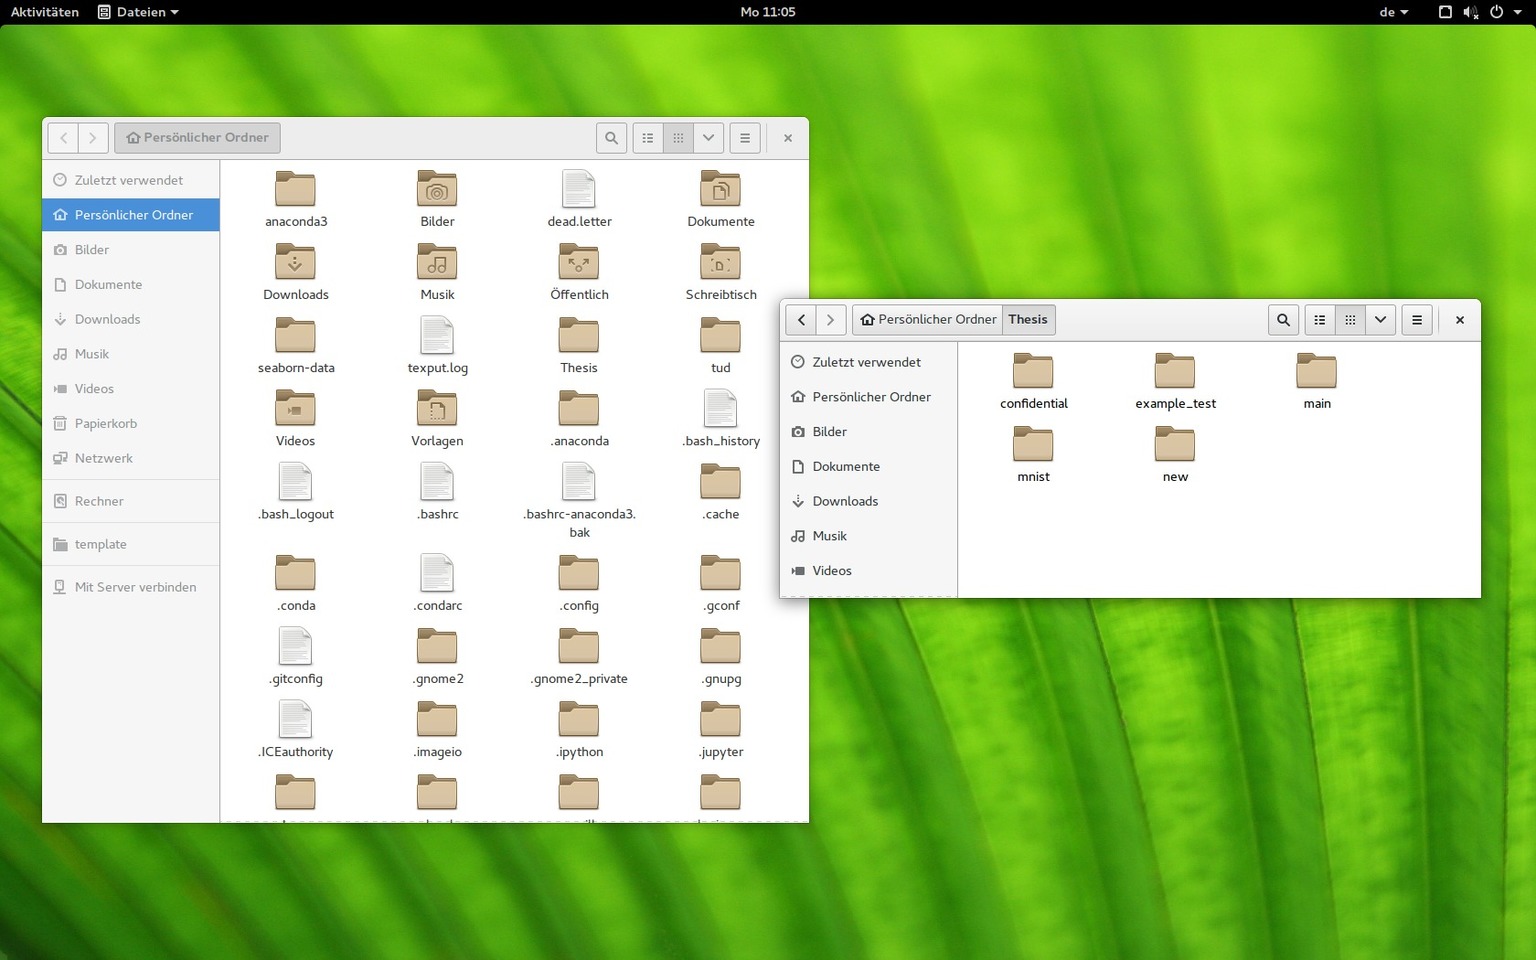 Aktivitäten Dateien Mo 11:05 de
Persönlicher Ordner
Zuletzt verwendet
Persönlicher Ordner
Bilder
Dokumente
Downloads
Musik
Videos
Papierkorb
Netzwerk
Rechner
template
Mit Server verbinden
anaconda3 Bilder dead.letter Dokumente
Downloads Musik Öffentlich Schreibtisch
seaborn-data texput.log Thesis tud
Videos Vorlagen .anaconda .bash_history
.bash_logout .bashrc .bashrc-anaconda3.bak .cache
.conda .condarc .config .gconf
.gitconfig .gnome2 .gnome2_private .gnupg
.ICEauthority .imageio .ipython .jupyter
Persönlicher Ordner Thesis
Zuletzt verwendet
Persönlicher Ordner
Bilder
Dokumente
Downloads
Musik
Videos
confidential example_test main
mnist new